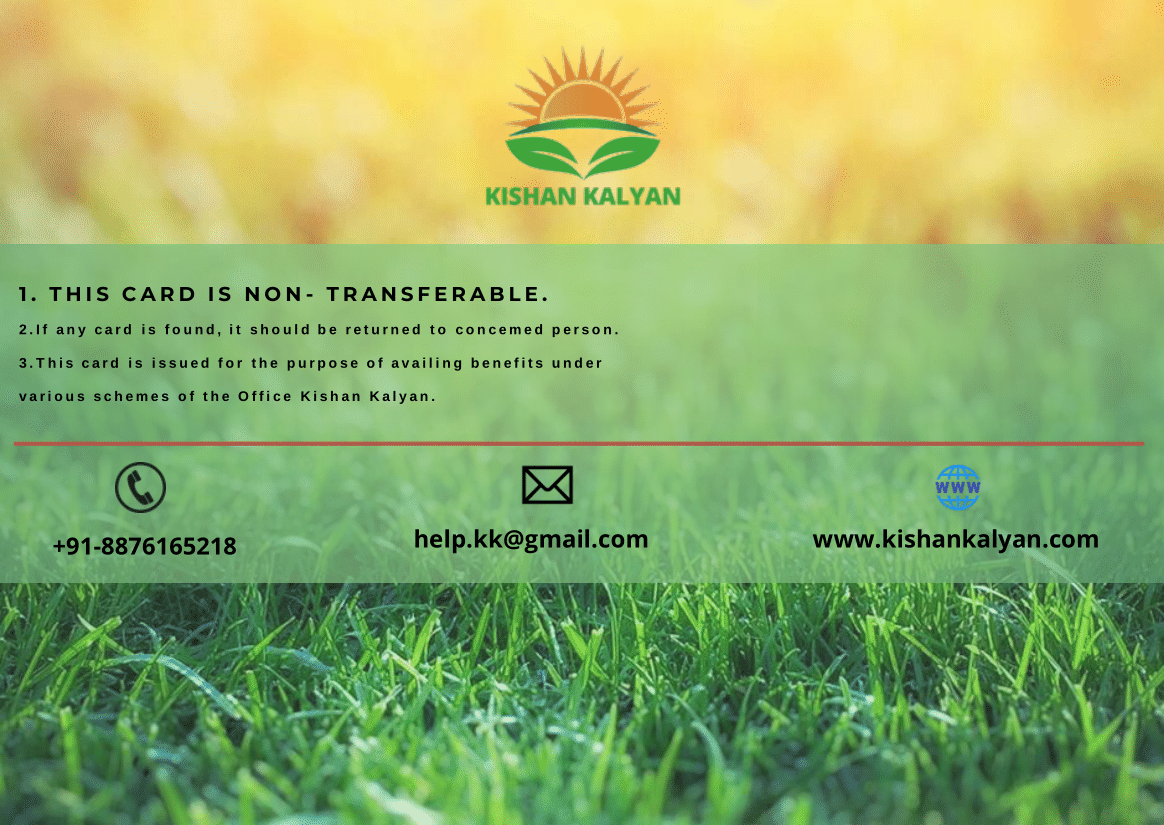 KISHAN KALYAN
1. THIS CARD IS NON- TRANSFERABLE.
2.If any card is found, it should be returned to concemed person.
3.This card is issued for the purpose of availing benefits under
various schemes of the Office Kishan Kalyan.
www
+91-8876165218
help.kk@gmail.com
www.kishankalyan.com